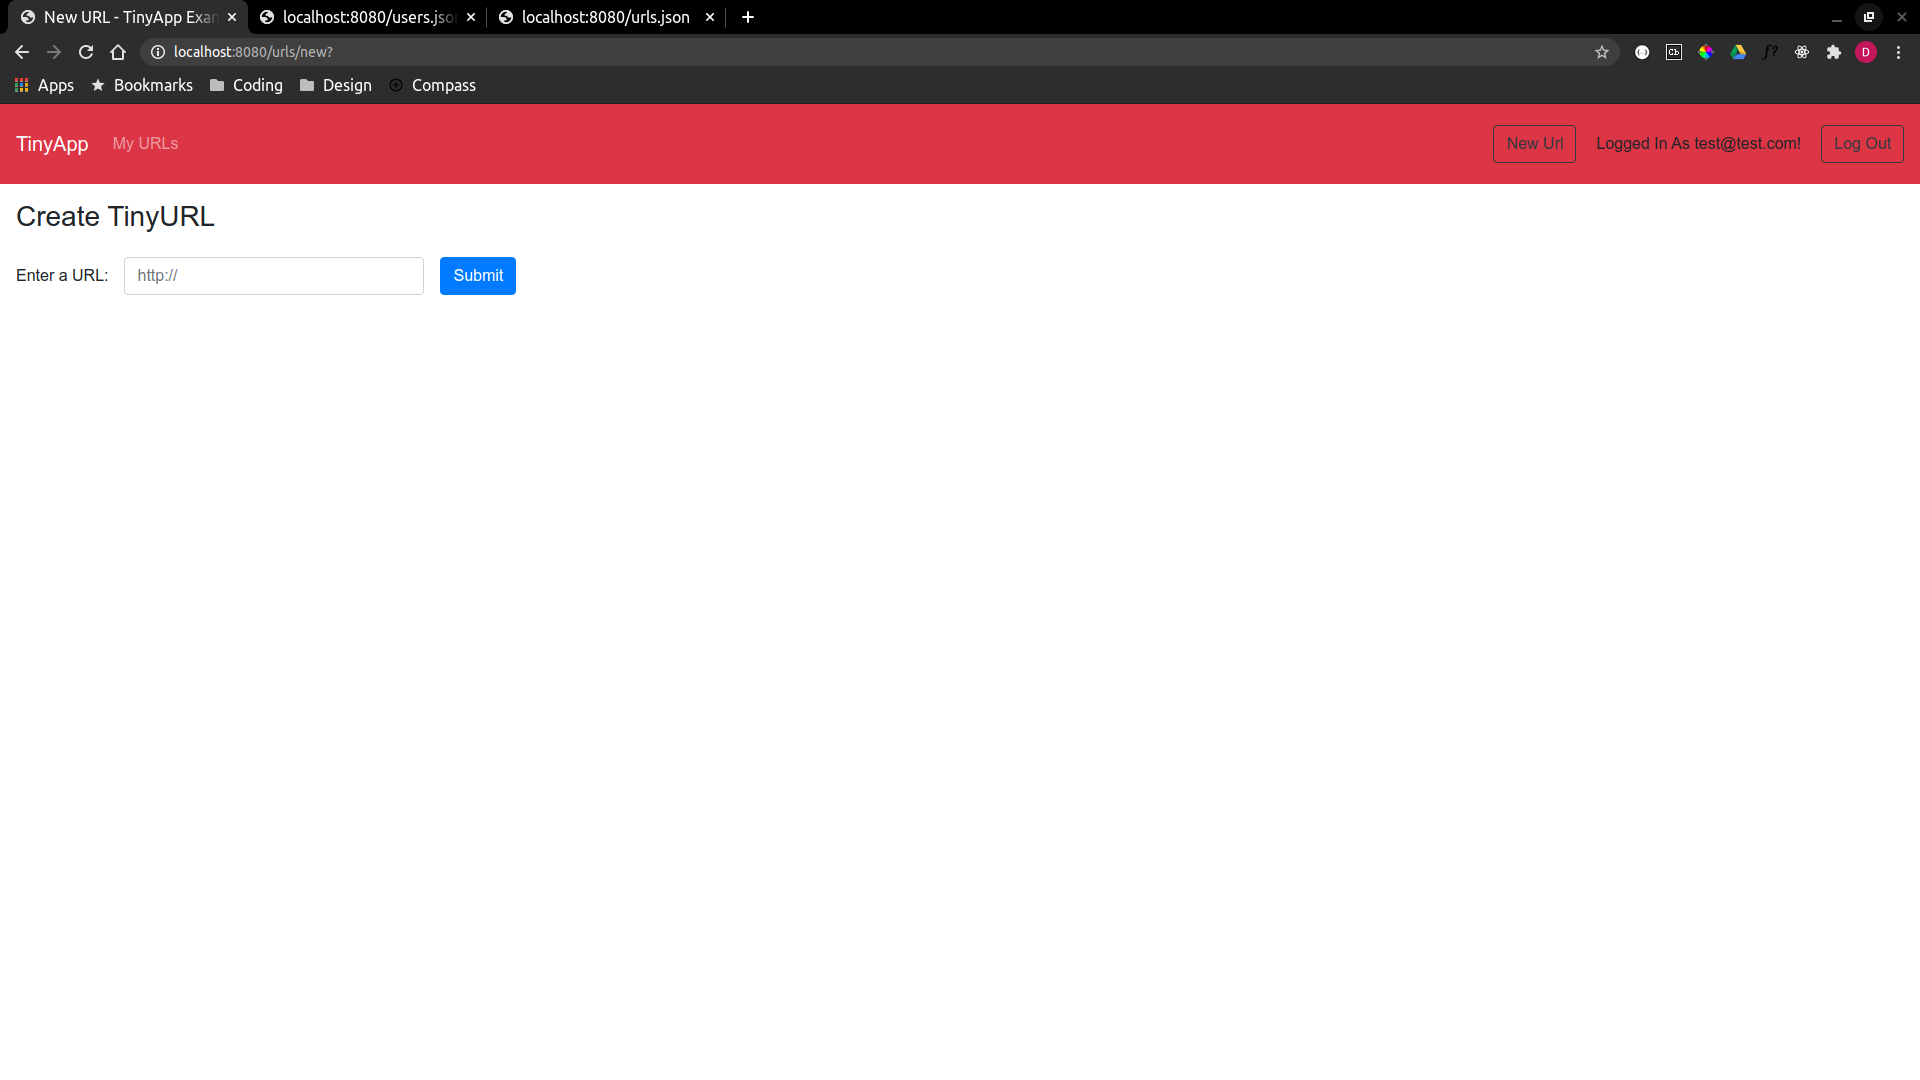 New URL - TinyApp Exam
localhost:8080/users.json
localhost:8080/urls.json
localhost:8080/urls/new?
Apps Bookmarks Coding Design Compass
TinyApp My URLs New Url Logged In As test@test.com! Log Out
Create TinyURL
Enter a URL: http:// Submit